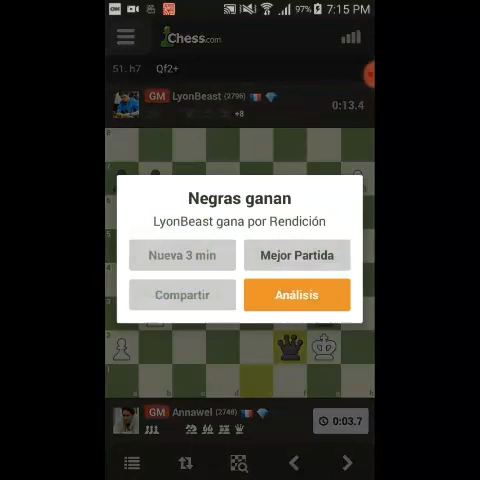 97% 7:15 PM
Chess.com
51. h7 Qf2+
GM LyonBeast (2796)
0:13.4
+8
Negras ganan
LyonBeast gana por Rendición
Nueva 3 min
Mejor Partida
Compartir
Análisis
GM Annawel (2749)
0:03.7